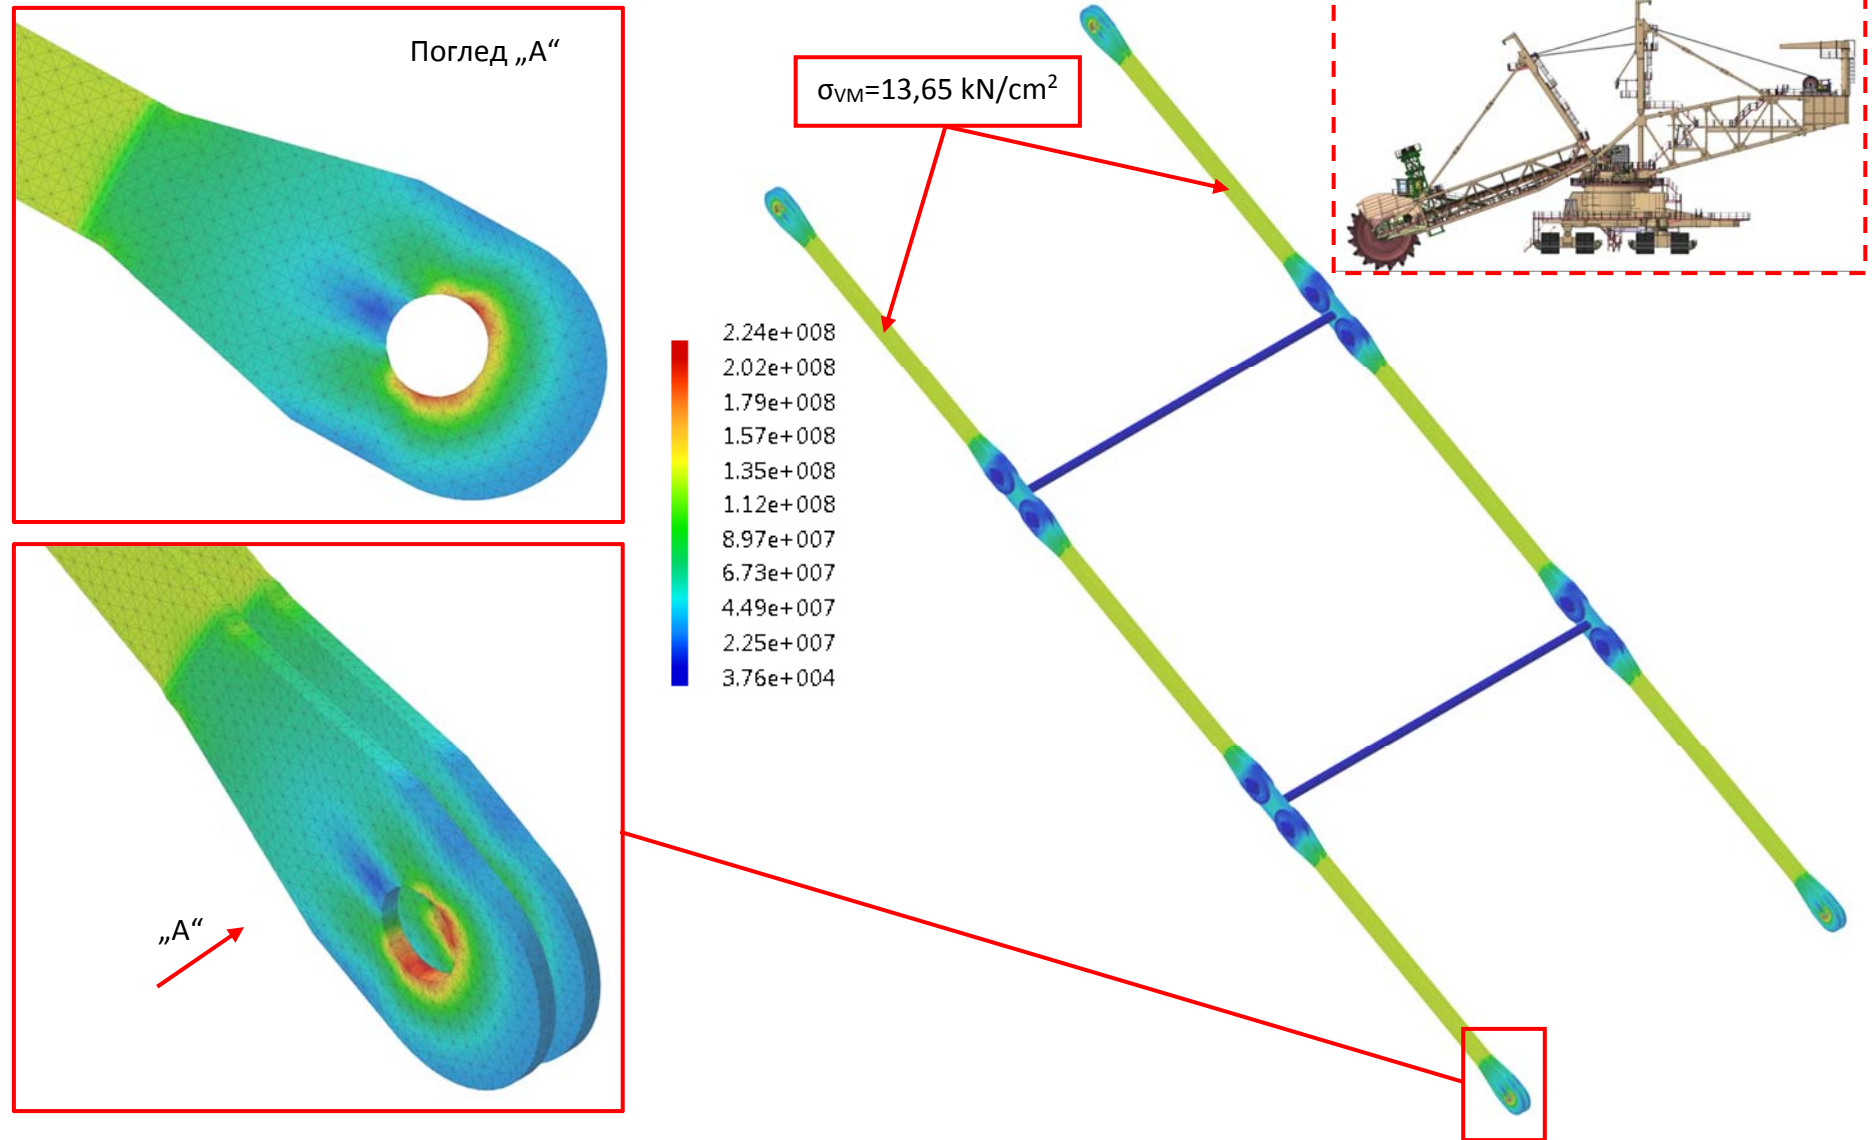 Поглед „А“
σVM=13,65 kN/cm²
2.24e+008
2.02e+008
1.79e+008
1.57e+008
1.35e+008
1.12e+008
8.97e+007
6.73e+007
4.49e+007
2.25e+007
3.76e+004
„А“